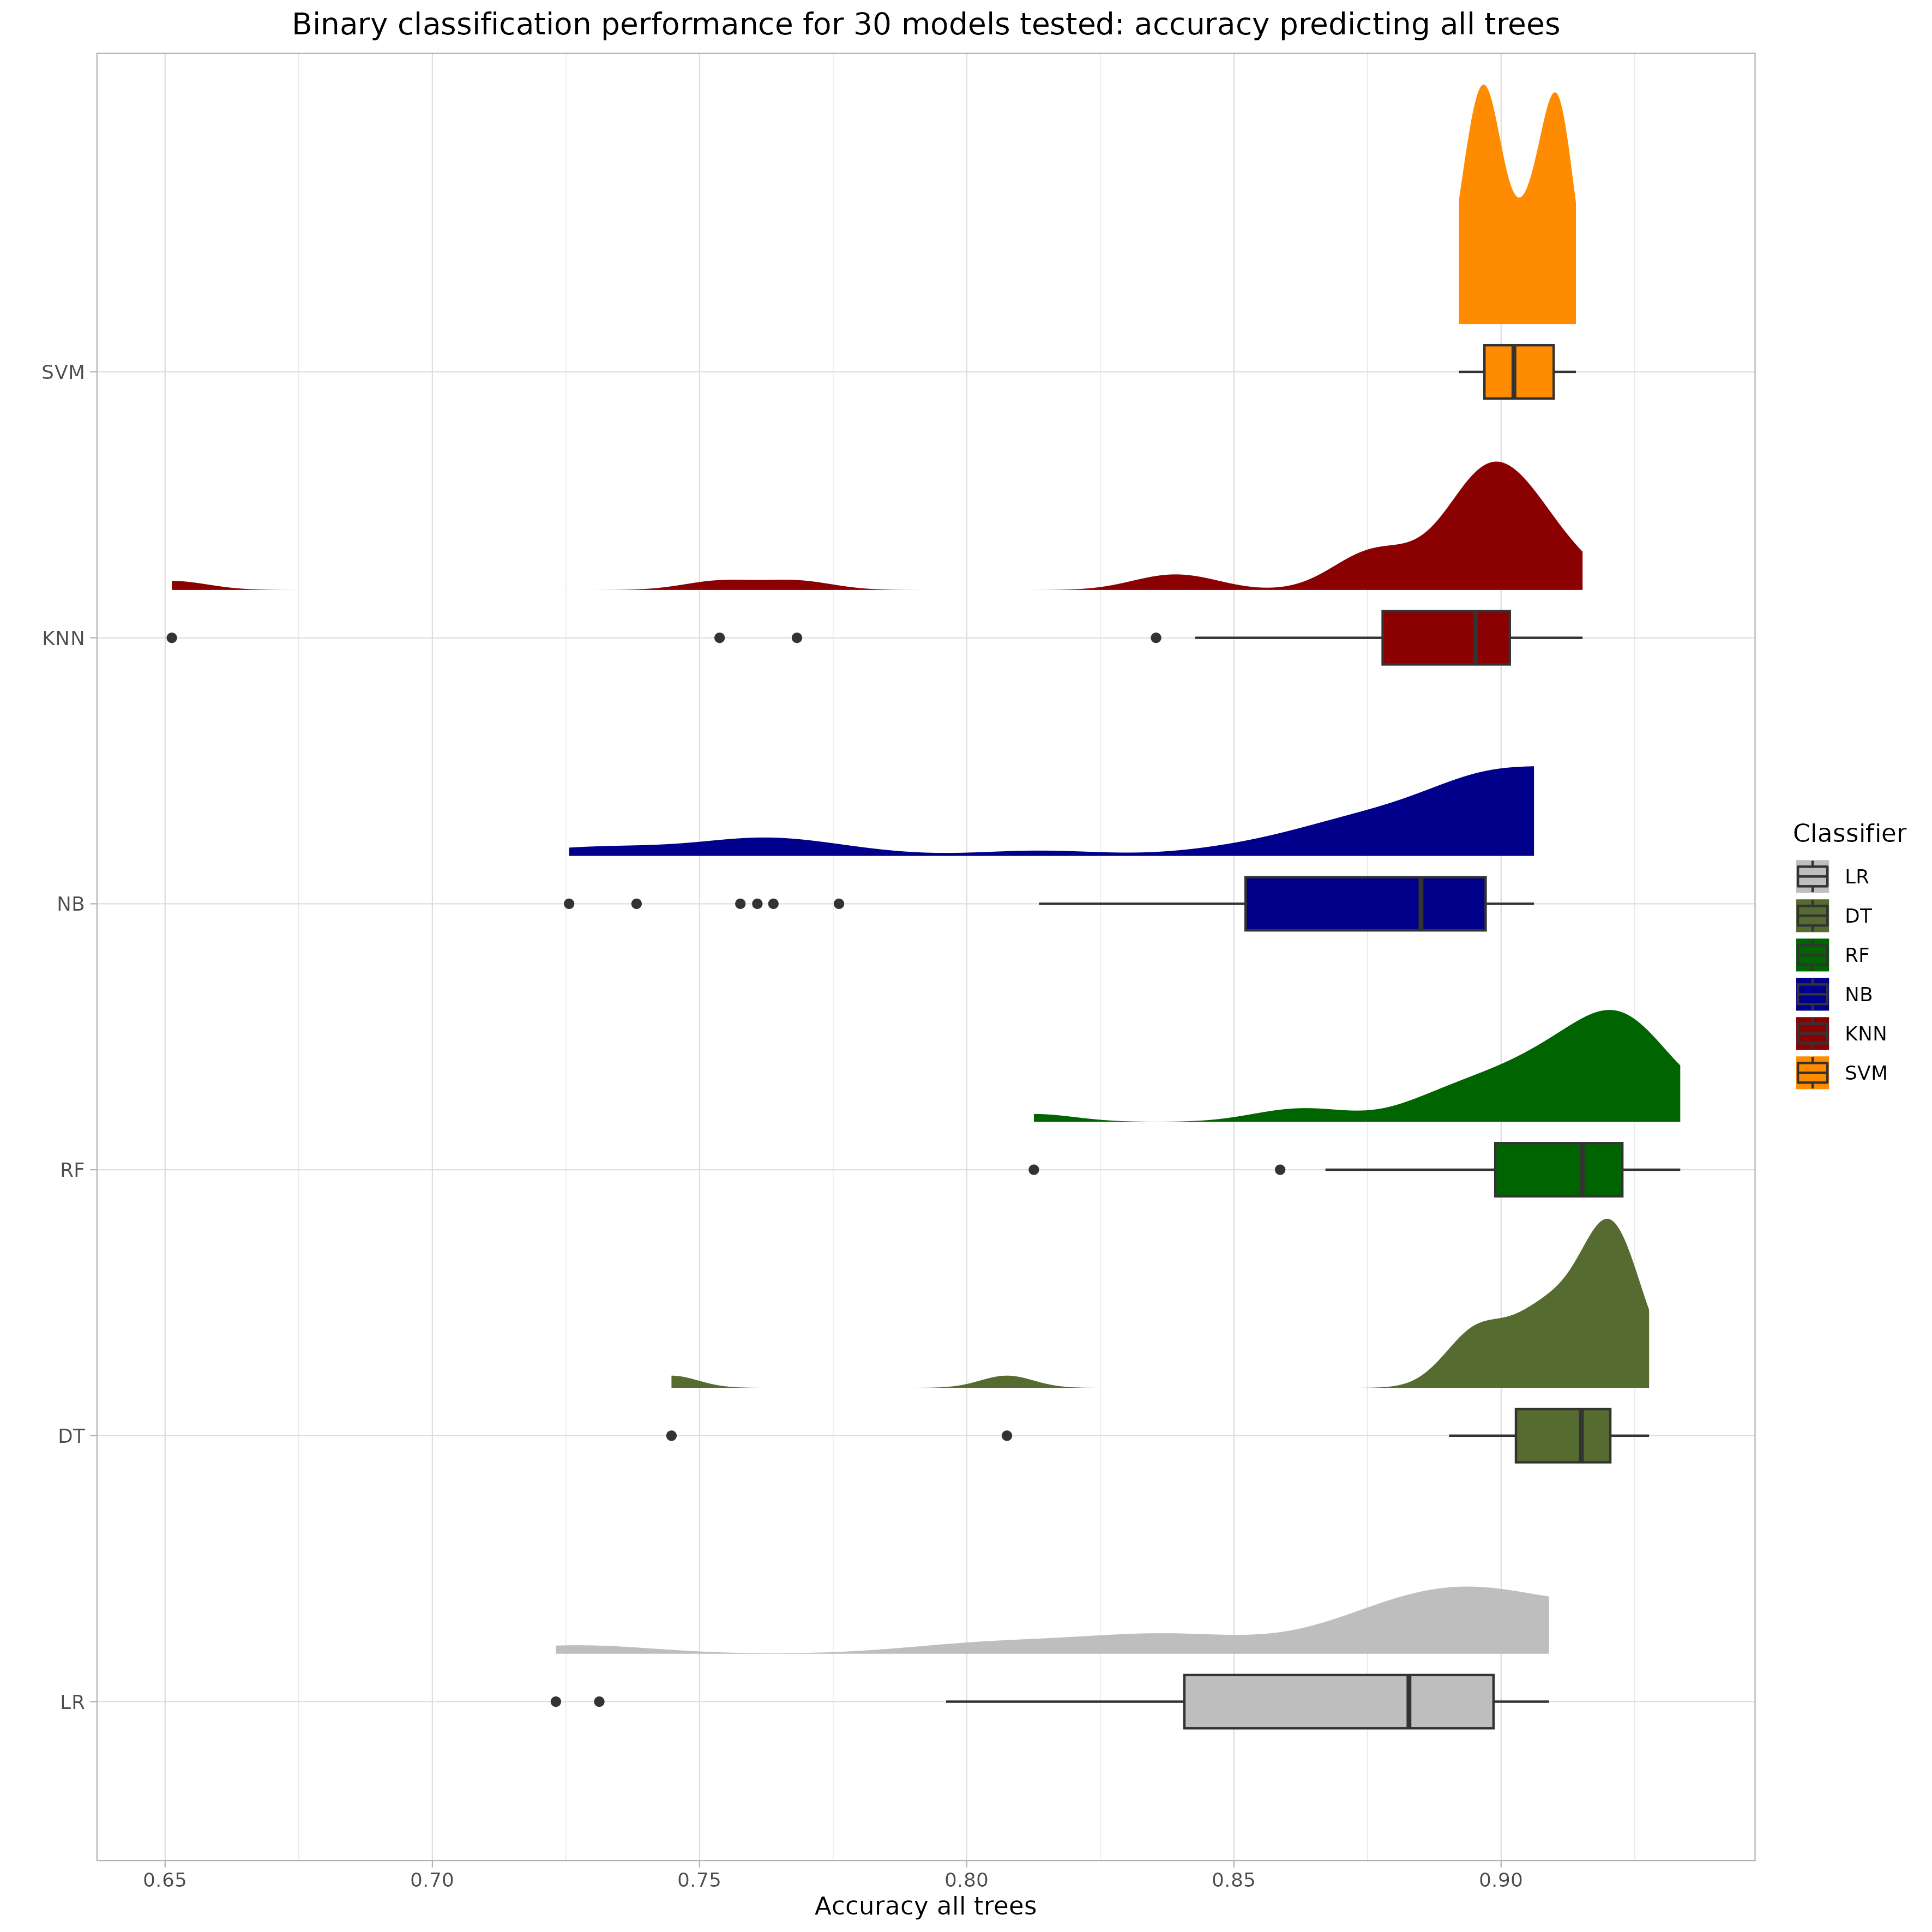 Binary classification performance for 30 models tested: accuracy predicting all trees
SVM
KNN
NB
RF
DT
LR
0.65 0.70 0.75 0.80 0.85 0.90
Accuracy all trees
Classifier
LR
DT
RF
NB
KNN
SVM